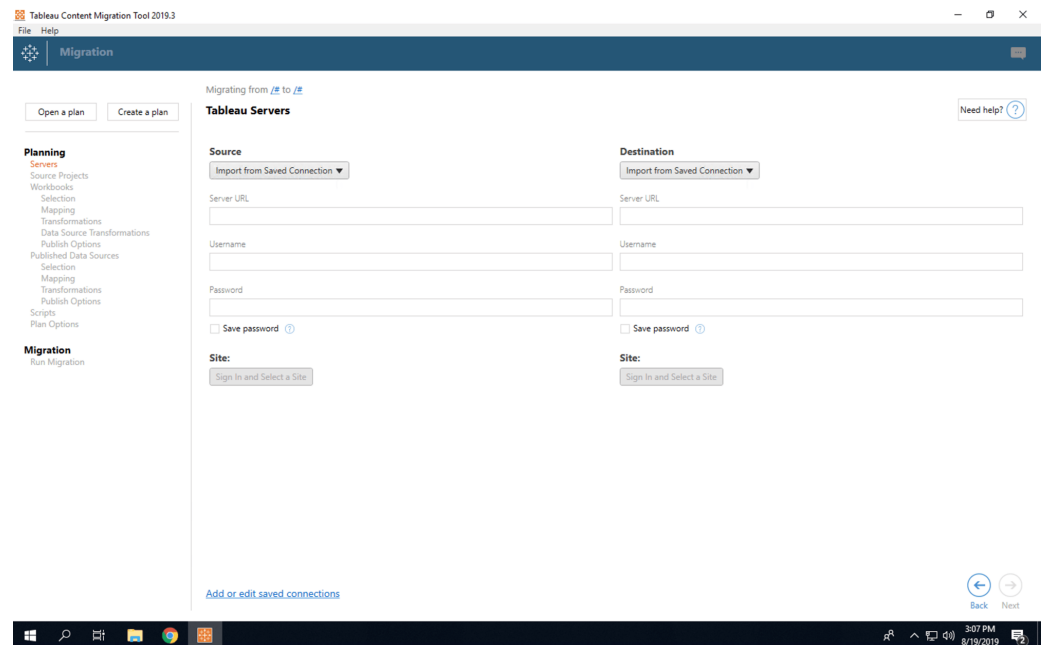 Tableau Content Migration Tool 2019.3
File Help
Migration
Open a plan
Create a plan
Planning
Servers
Source Projects
Workbooks
Selection
Mapping
Transformations
Data Source Transformations
Publish Options
Published Data Sources
Selection
Mapping
Transformations
Publish Options
Scripts
Plan Options
Migration
Run Migration
Migrating from /# to /#
Tableau Servers
Need help? ?
Source
Import from Saved Connection ▼
Server URL
Username
Password
Save password ?
Site:
Sign In and Select a Site
Destination
Import from Saved Connection ▼
Server URL
Username
Password
Save password ?
Site:
Sign In and Select a Site
Add or edit saved connections
Back
Next
3:07 PM
8/19/2019
2